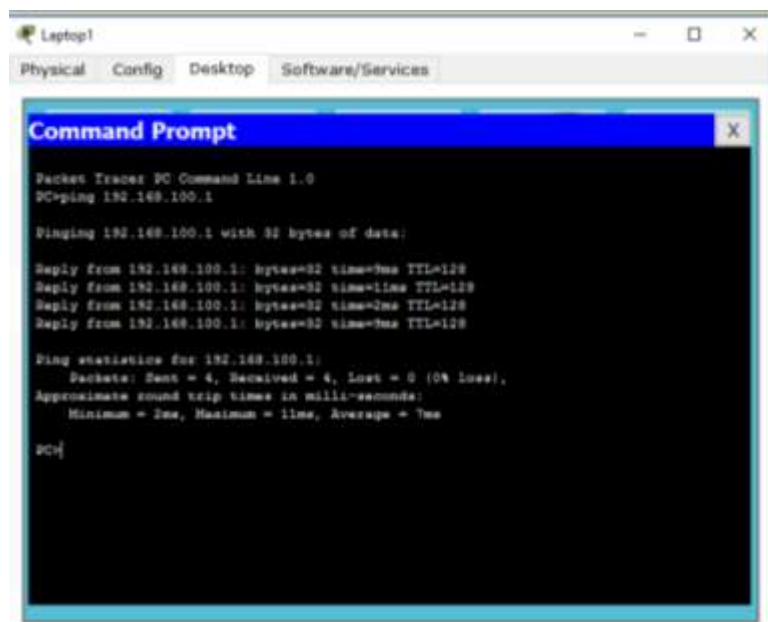 Laptop1
Physical Config Desktop Software/Services
Command Prompt X
Packet Tracer PC Command Line 1.0
PC>ping 192.168.100.1
Pinging 192.168.100.1 with 32 bytes of data:
Reply from 192.168.100.1: bytes=32 time=9ms TTL=128
Reply from 192.168.100.1: bytes=32 time=11ms TTL=128
Reply from 192.168.100.1: bytes=32 time=2ms TTL=128
Reply from 192.168.100.1: bytes=32 time=9ms TTL=128
Ping statistics for 192.168.100.1:
Packets: Sent = 4, Received = 4, Lost = 0 (0% loss),
Approximate round trip times in milli-seconds:
Minimum = 2ms, Maximum = 11ms, Average = 7ms
PC>